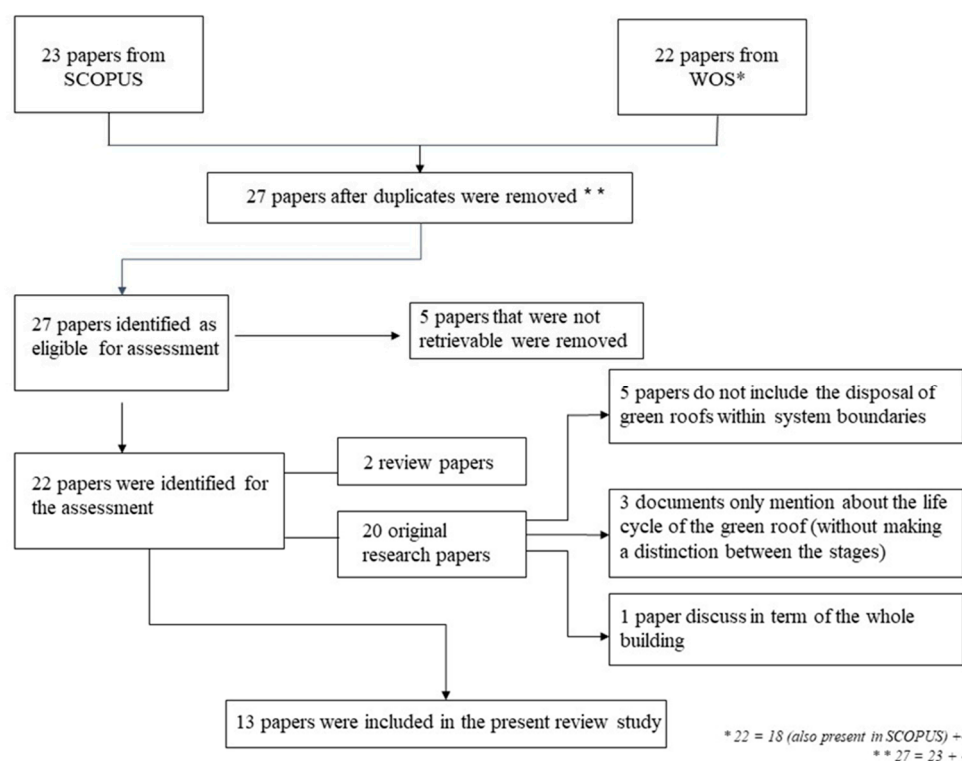 23 papers from
SCOPUS
22 papers from
WOS*
27 papers after duplicates were removed * *
27 papers identified as
eligible for assessment
5 papers that were not
retrievable were removed
5 papers do not include the disposal of
green roofs within system boundaries
22 papers were identified for
the assessment
2 review papers
20 original
research papers
3 documents only mention about the life
cycle of the green roof (without making
a distinction between the stages)
1 paper discuss in term of the whole
building
13 papers were included in the present review study
* 22 = 18 (also present in SCOPUS) +
* * 27 = 23 +